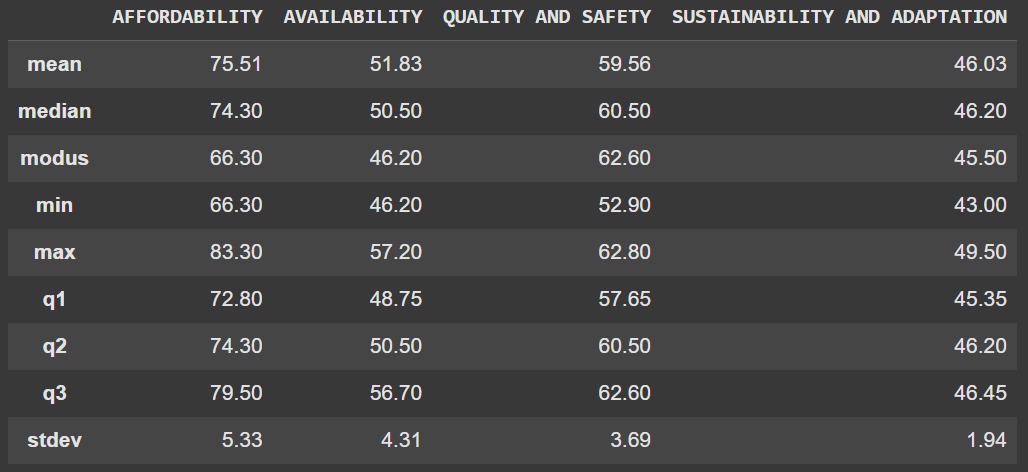 AFFORDABILITY AVAILABILITY QUALITY AND SAFETY SUSTAINABILITY AND ADAPTATION
mean 75.51 51.83 59.56 46.03
median 74.30 50.50 60.50 46.20
modus 66.30 46.20 62.60 45.50
min 66.30 46.20 52.90 43.00
max 83.30 57.20 62.80 49.50
q1 72.80 48.75 57.65 45.35
q2 74.30 50.50 60.50 46.20
q3 79.50 56.70 62.60 46.45
stdev 5.33 4.31 3.69 1.94